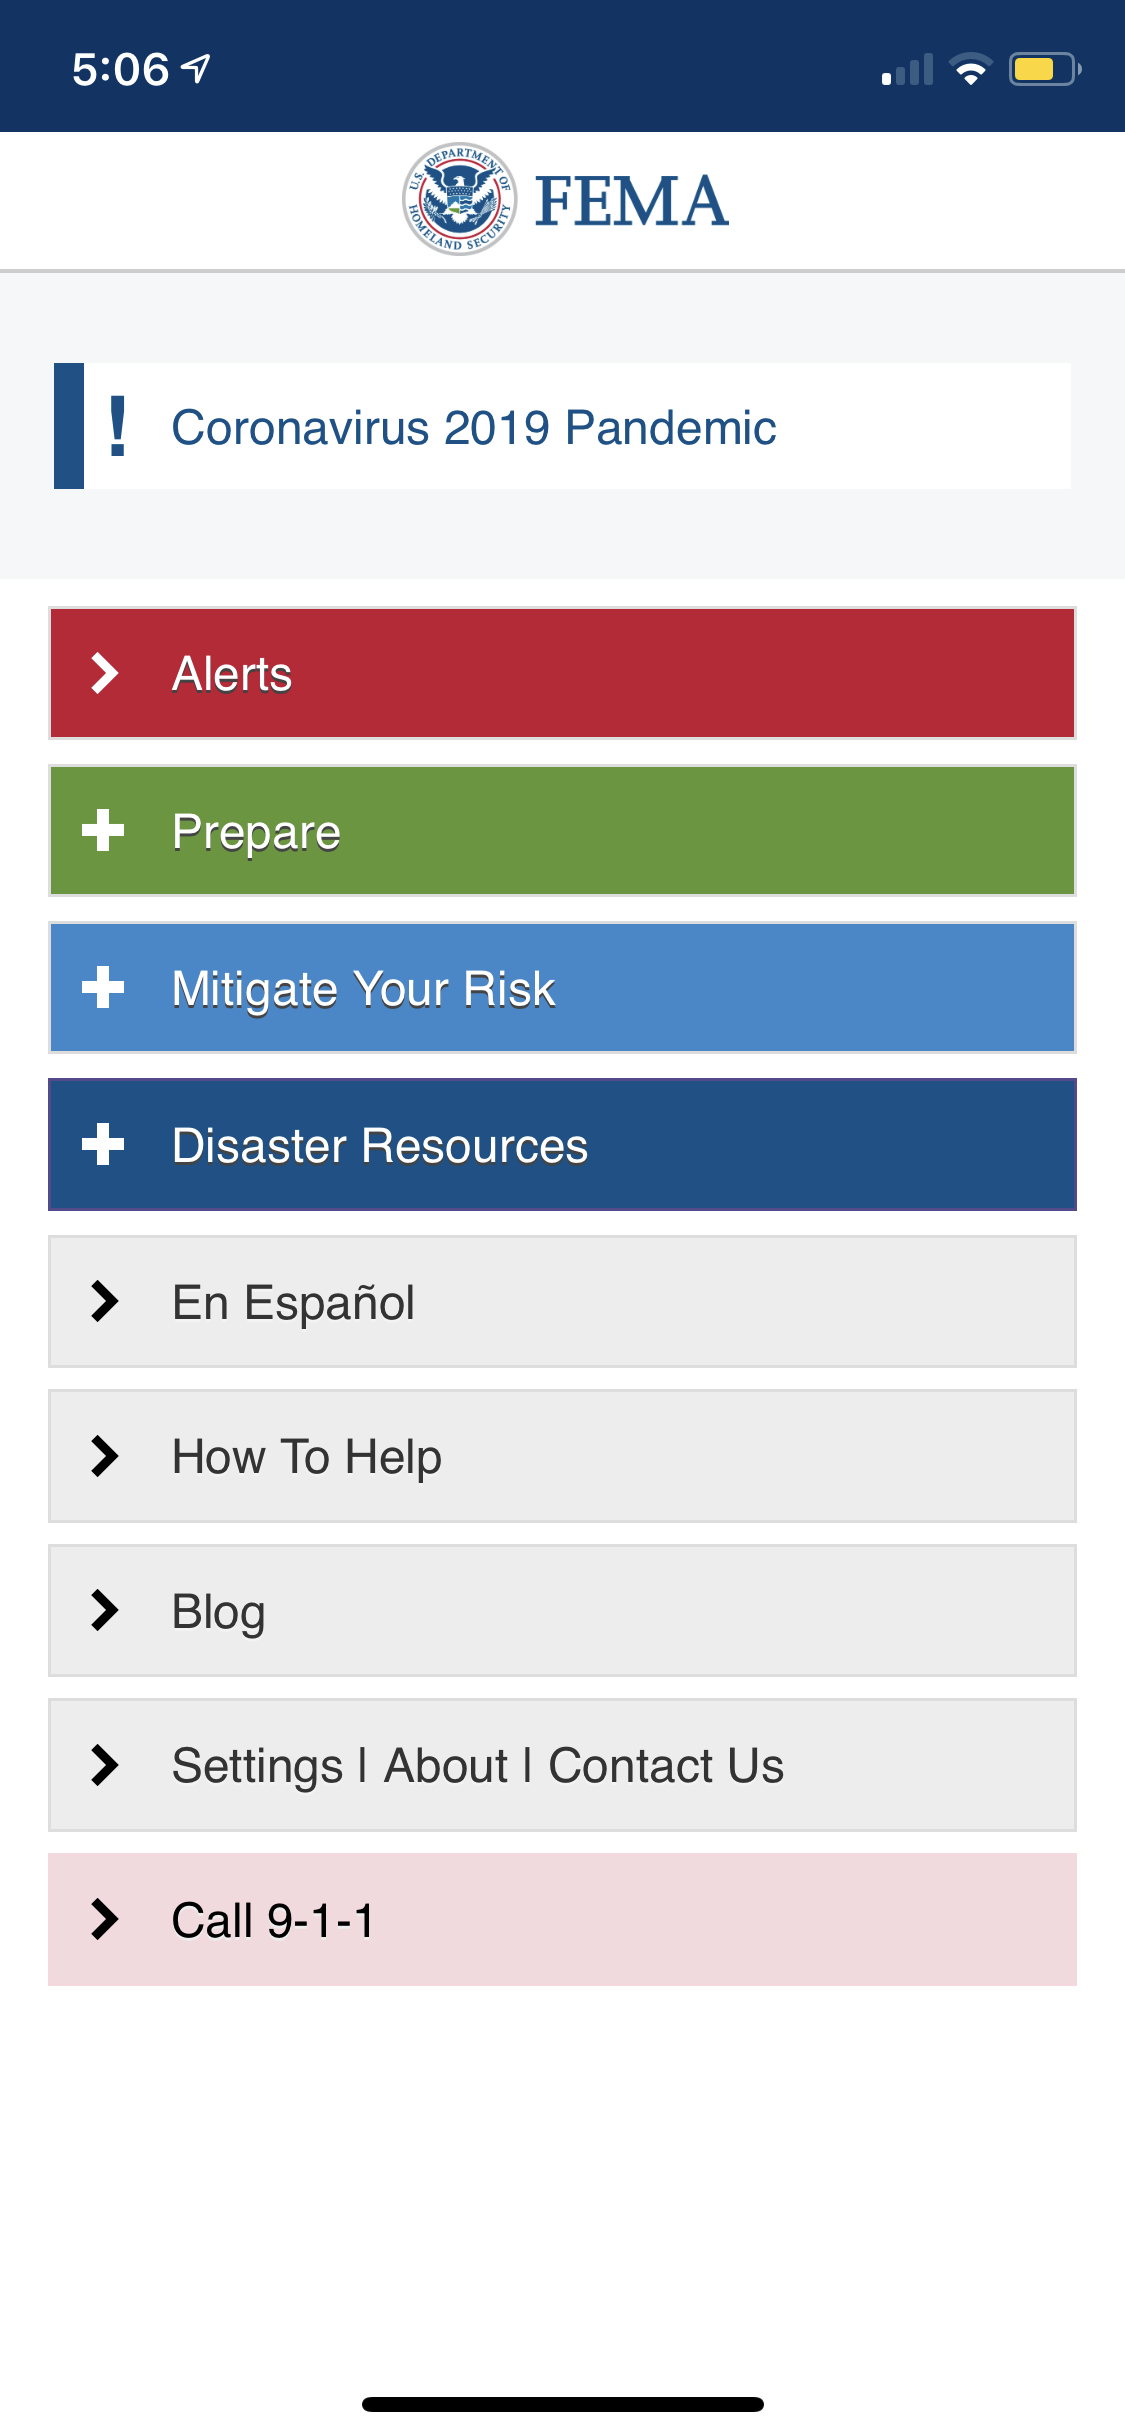 5:06
U.S. DEPARTMENT OF HOMELAND SECURITY
FEMA
! Coronavirus 2019 Pandemic
Alerts
Prepare
Mitigate Your Risk
Disaster Resources
En Español
How To Help
Blog
Settings | About | Contact Us
Call 9-1-1